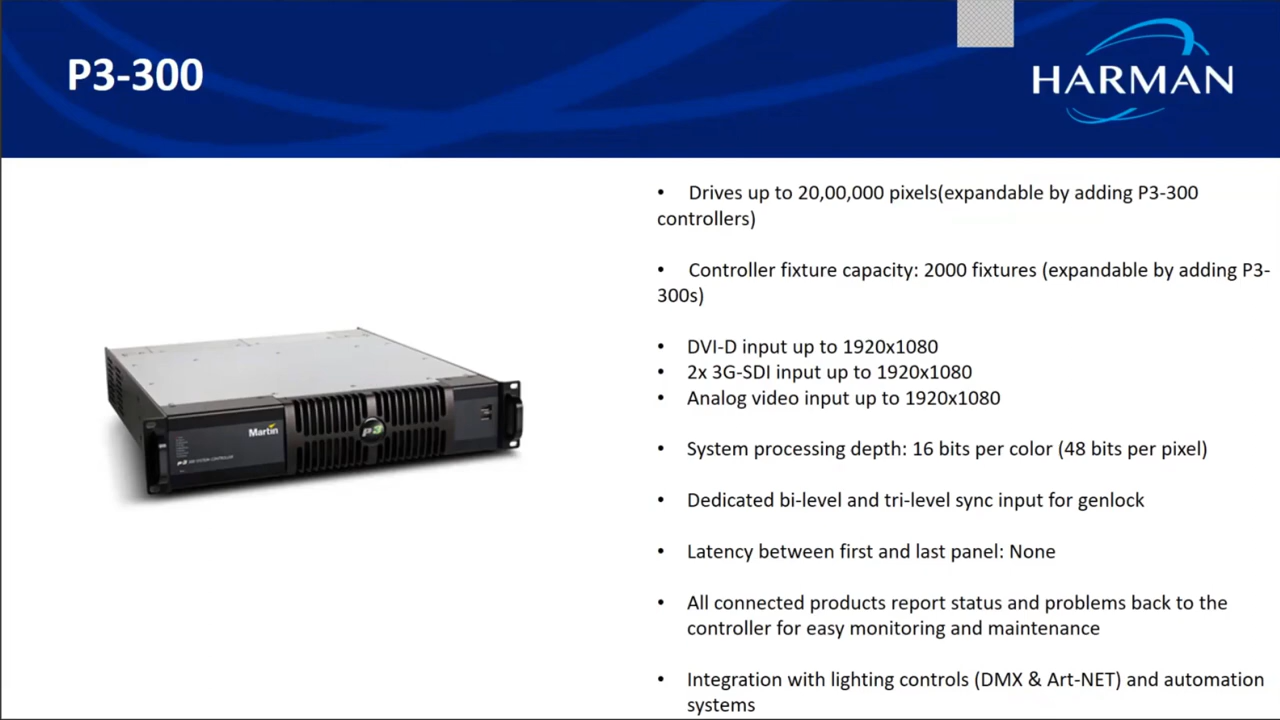 P3-300
HARMAN
• Drives up to 20,00,000 pixels(expandable by adding P3-300
controllers)
• Controller fixture capacity: 2000 fixtures (expandable by adding P3-
300s)
• DVI-D input up to 1920x1080
• 2x 3G-SDI input up to 1920x1080
• Analog video input up to 1920x1080
• System processing depth: 16 bits per color (48 bits per pixel)
• Dedicated bi-level and tri-level sync input for genlock
• Latency between first and last panel: None
• All connected products report status and problems back to the
controller for easy monitoring and maintenance
• Integration with lighting controls (DMX & Art-NET) and automation
systems
Martin
P3